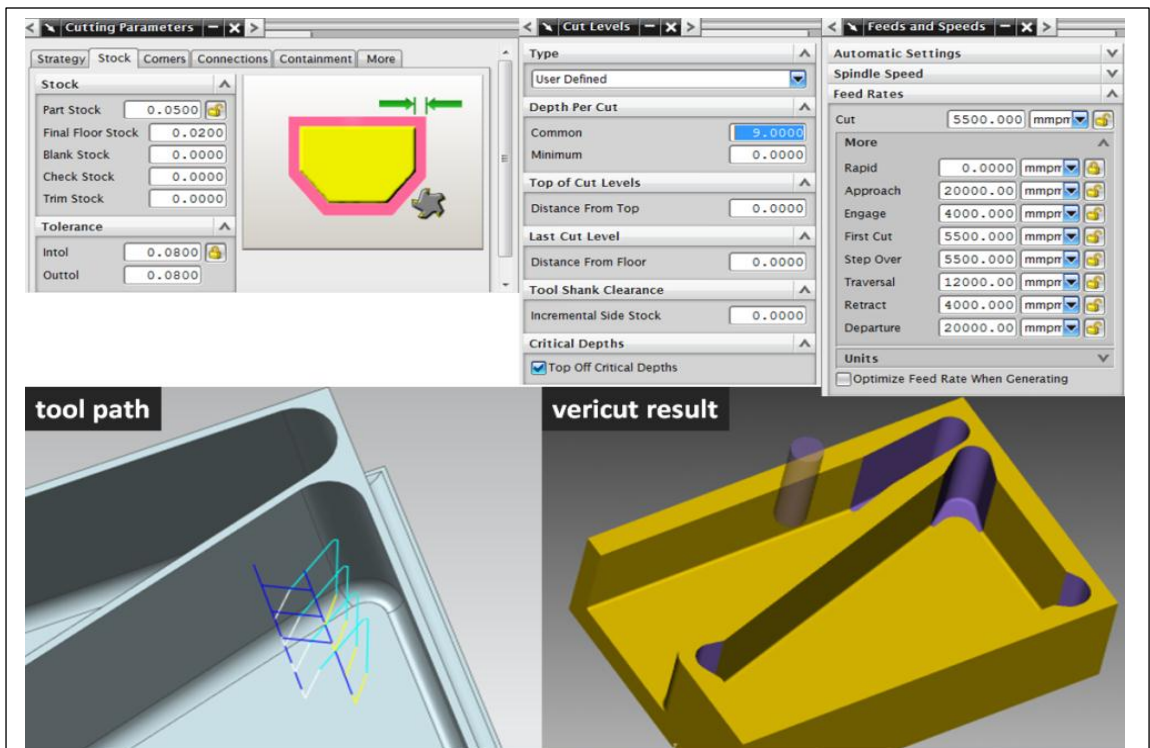 Cutting Parameters
Strategy Stock Corners Connections Containment More
Stock
Part Stock 0.0500
Final Floor Stock 0.0200
Blank Stock 0.0000
Check Stock 0.0000
Trim Stock 0.0000
Tolerance
Intol 0.0800
Outtol 0.0800
Cut Levels
Type
User Defined
Depth Per Cut
Common 9.0000
Minimum 0.0000
Top of Cut Levels
Distance From Top 0.0000
Last Cut Level
Distance From Floor 0.0000
Tool Shank Clearance
Incremental Side Stock 0.0000
Critical Depths
Top Off Critical Depths
Feeds and Speeds
Automatic Settings
Spindle Speed
Feed Rates
Cut 5500.000 mmpm
More
Rapid 0.0000 mmpm
Approach 20000.00 mmpm
Engage 4000.000 mmpm
First Cut 5500.000 mmpm
Step Over 5500.000 mmpm
Traversal 12000.00 mmpm
Retract 4000.000 mmpm
Departure 20000.00 mmpm
Units
Optimize Feed Rate When Generating
tool path
vericut result